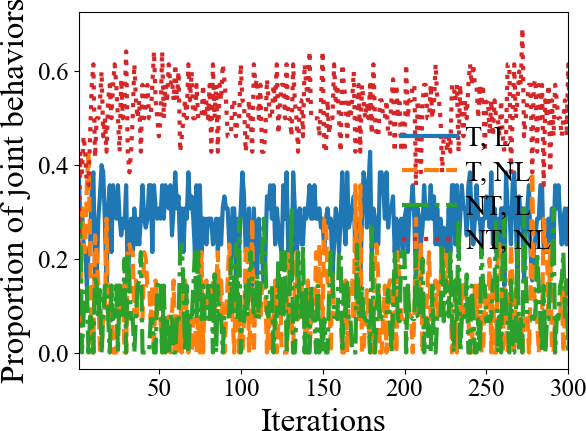 Proportion of joint behaviors
0.6
0.4
0.2
0.0
T, L
T, NL
NT, L
NT, NL
50
100
150
200
250
300
Iterations